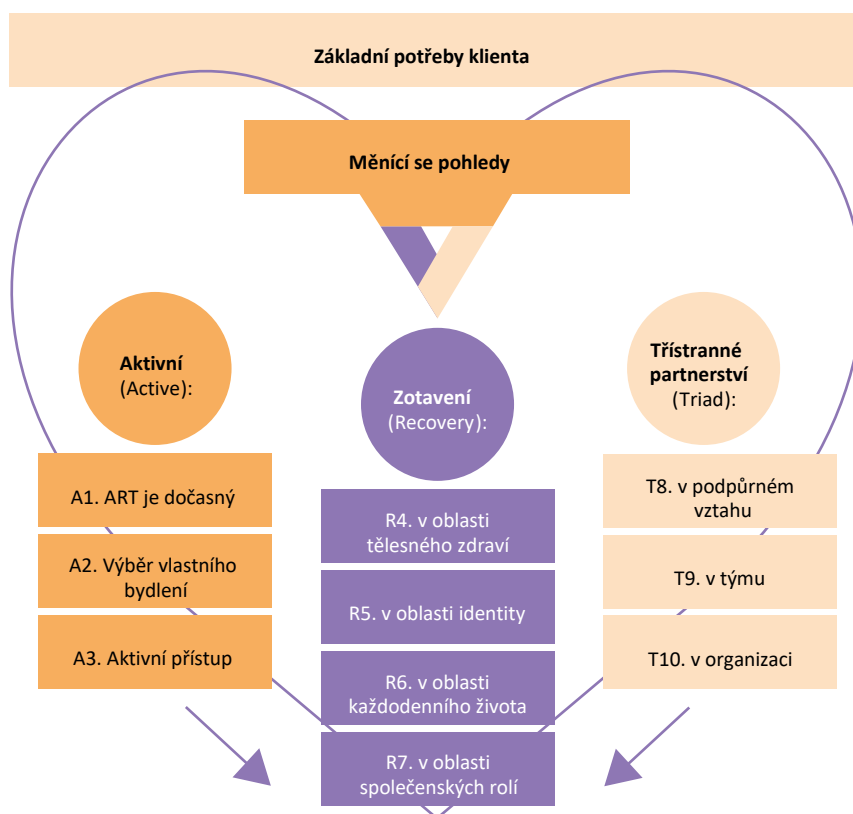 Základní potřeby klienta
Měnící se pohledy
Aktivní
(Active):
A1. ART je dočasný
A2. Výběr vlastního
bydlení
A3. Aktivní přístup
Zotavení
(Recovery):
R4. v oblasti
tělesného zdraví
R5. v oblasti identity
R6. v oblasti
každodenního života
R7. v oblasti
společenských rolí
Třístranné
partnerství
(Triad):
T8. v podpůrném
vztahu
T9. v týmu
T10. v organizaci